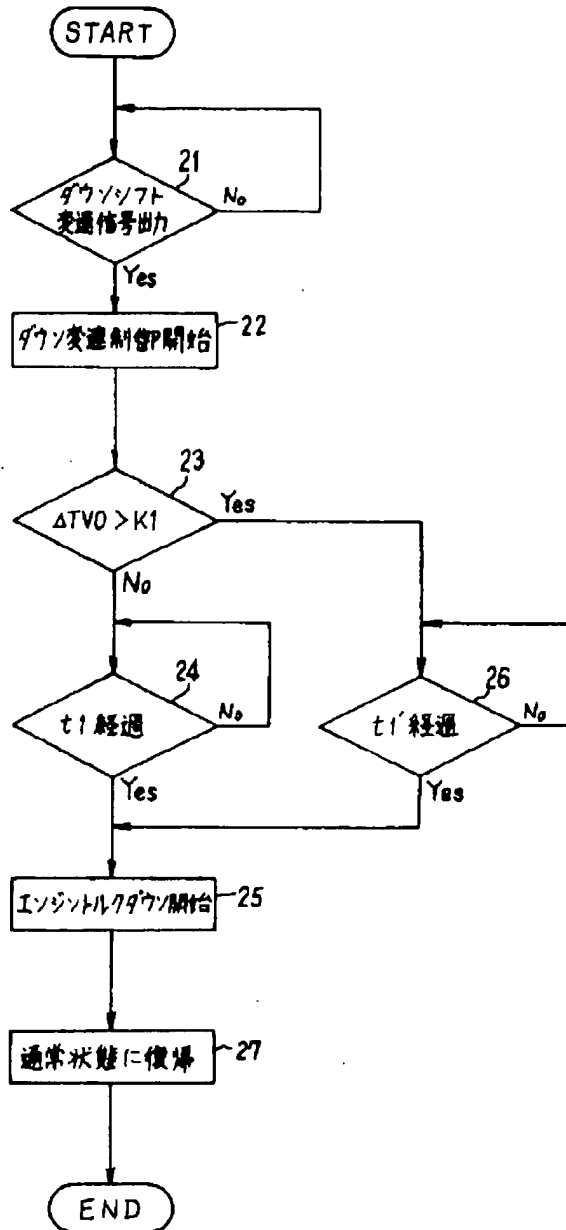 START
21
ダウンシフト
変速信号出力
No
Yes
ダウン変速制御開始
22
23
ΔTVO>K1
Yes
No
24
t1経過
No
Yes
26
t1′経過
No
Yes
エンジントルクダウン開始
25
通常状態に復帰
27
END